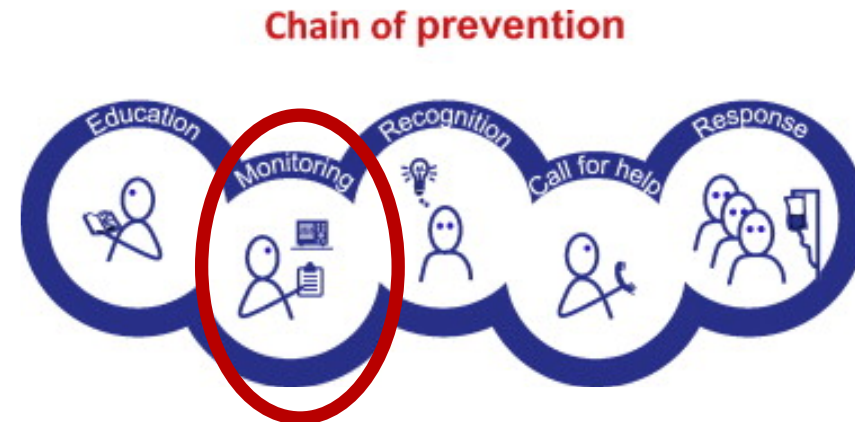 Chain of prevention
Education
Monitoring
Recognition
Call for help
Response